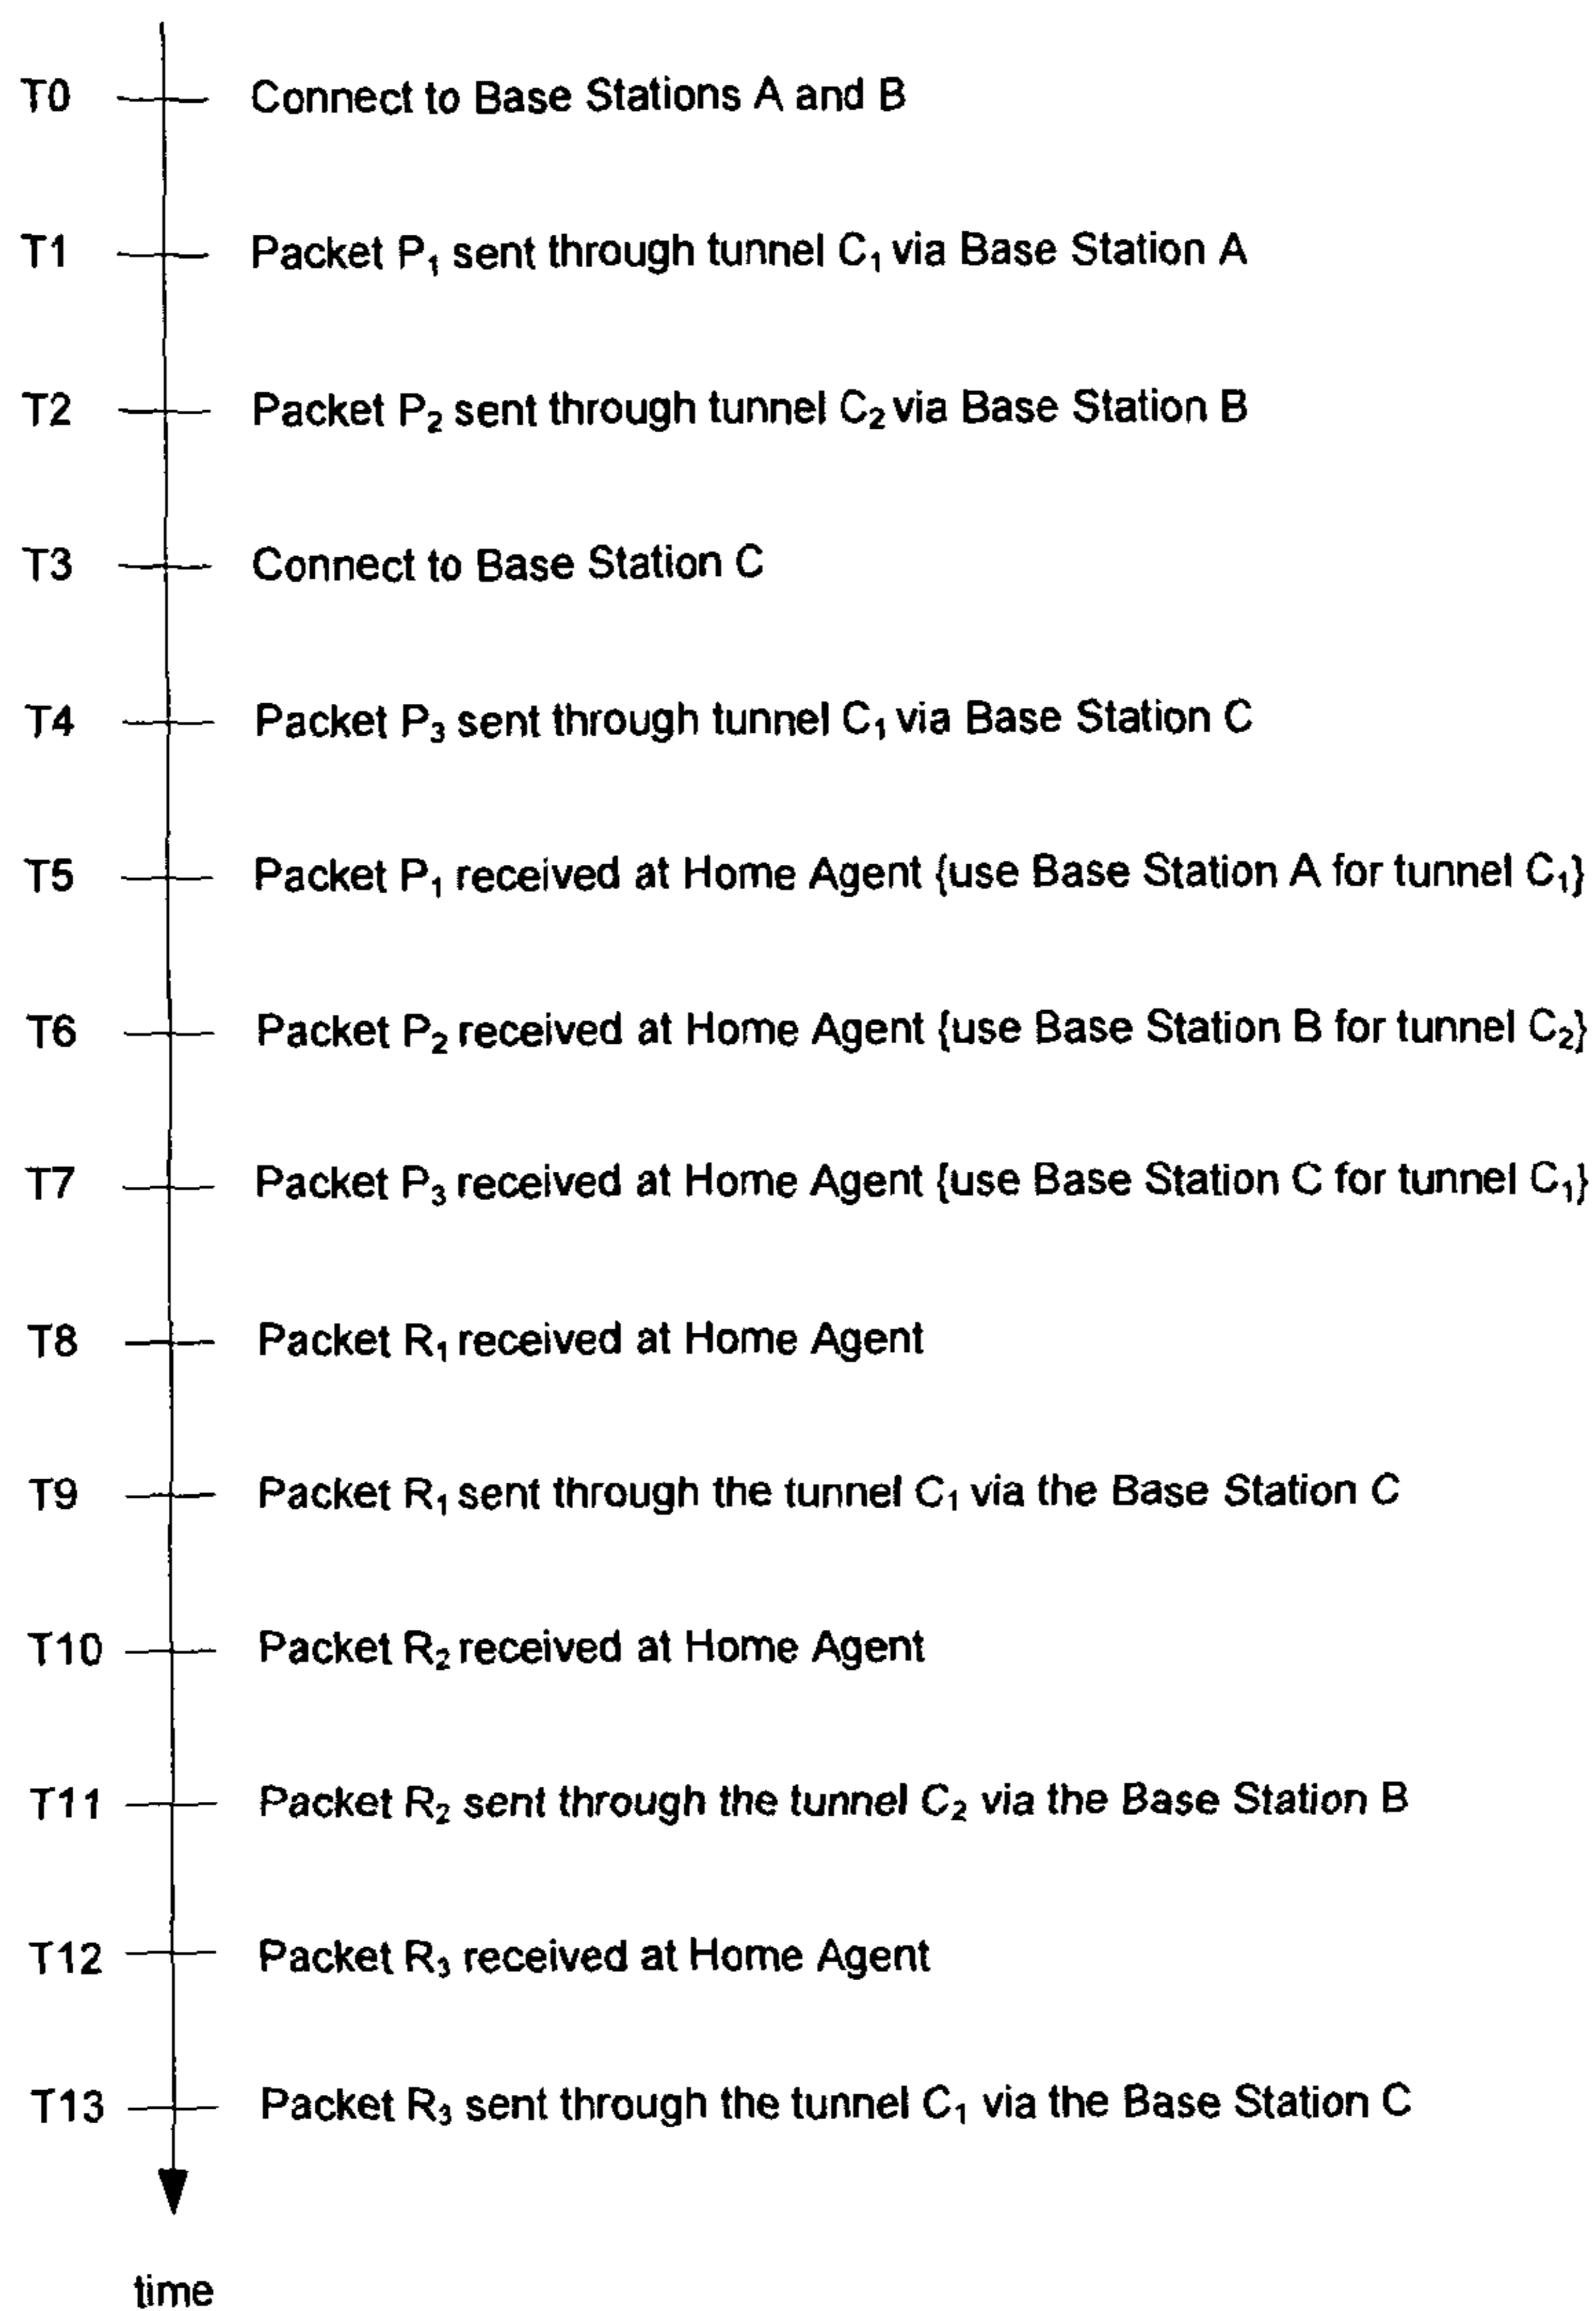 T0 Connect to Base Stations A and B
T1 Packet P₁ sent through tunnel C₁ via Base Station A
T2 Packet P₂ sent through tunnel C₂ via Base Station B
T3 Connect to Base Station C
T4 Packet P₃ sent through tunnel C₁ via Base Station C
T5 Packet P₁ received at Home Agent {use Base Station A for tunnel C₁}
T6 Packet P₂ received at Home Agent {use Base Station B for tunnel C₂}
T7 Packet P₃ received at Home Agent {use Base Station C for tunnel C₁}
T8 Packet R₁ received at Home Agent
T9 Packet R₁ sent through the tunnel C₁ via the Base Station C
T10 Packet R₂ received at Home Agent
T11 Packet R₂ sent through the tunnel C₂ via the Base Station B
T12 Packet R₃ received at Home Agent
T13 Packet R₃ sent through the tunnel C₁ via the Base Station C
time